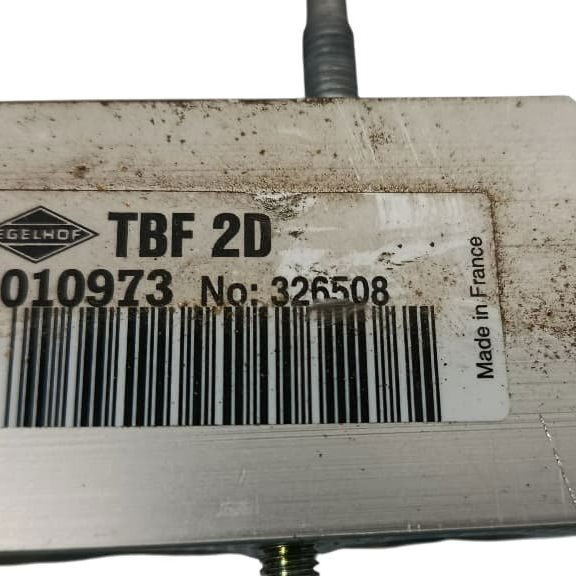 EGELHOF
TBF 2D
010973 No: 326508
Made in France